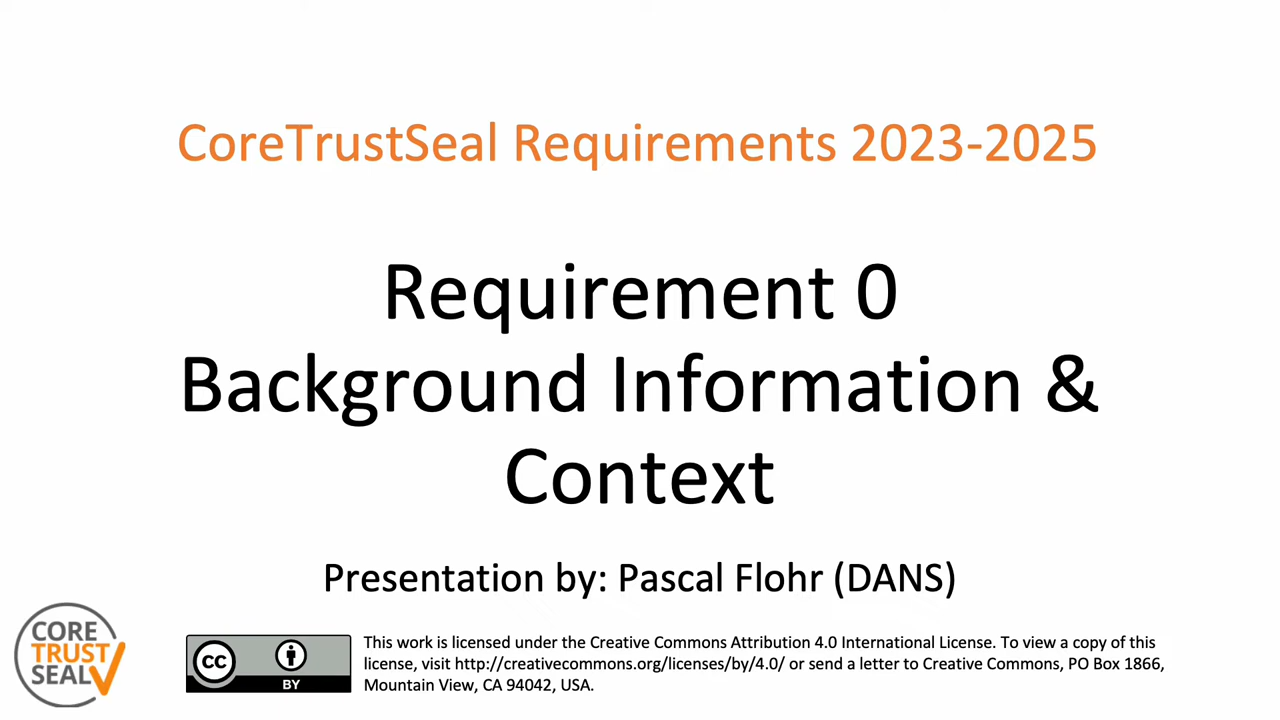 CoreTrustSeal Requirements 2023-2025
Requirement 0
Background Information &
Context
Presentation by: Pascal Flohr (DANS)
CORE
TRUST
SEAL
cc
BY
This work is licensed under the Creative Commons Attribution 4.0 International License. To view a copy of this
license, visit http://creativecommons.org/licenses/by/4.0/ or send a letter to Creative Commons, PO Box 1866,
Mountain View, CA 94042, USA.